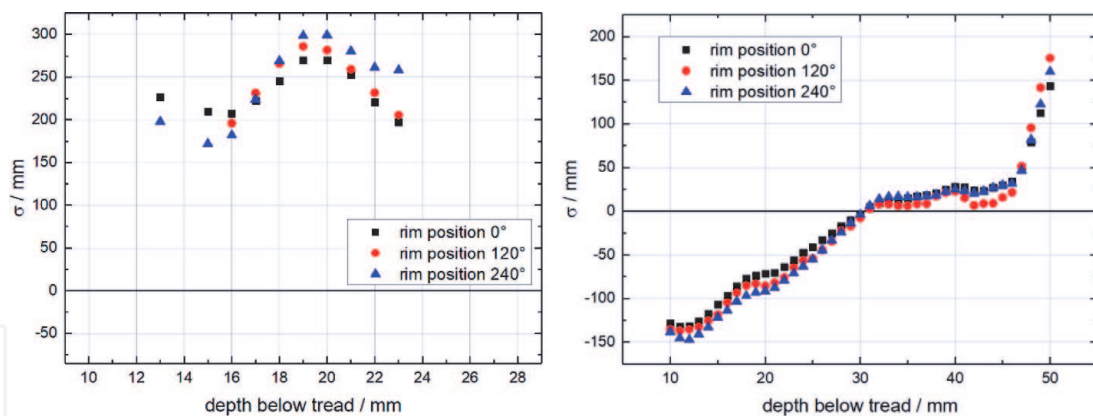 300
250
200
150
100
50
0
-50
σ / mm
rim position 0°
rim position 120°
rim position 240°
10 12 14 16 18 20 22 24 26 28
depth below tread / mm
200
150
100
50
0
-50
-100
-150
σ / mm
rim position 0°
rim position 120°
rim position 240°
10 20 30 40 50
depth below tread / mm